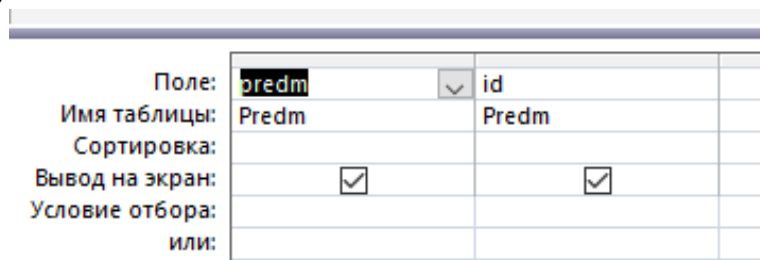 Поле: predm id
Имя таблицы: Predm Predm
Сортировка:
Вывод на экран:
Условие отбора:
или: